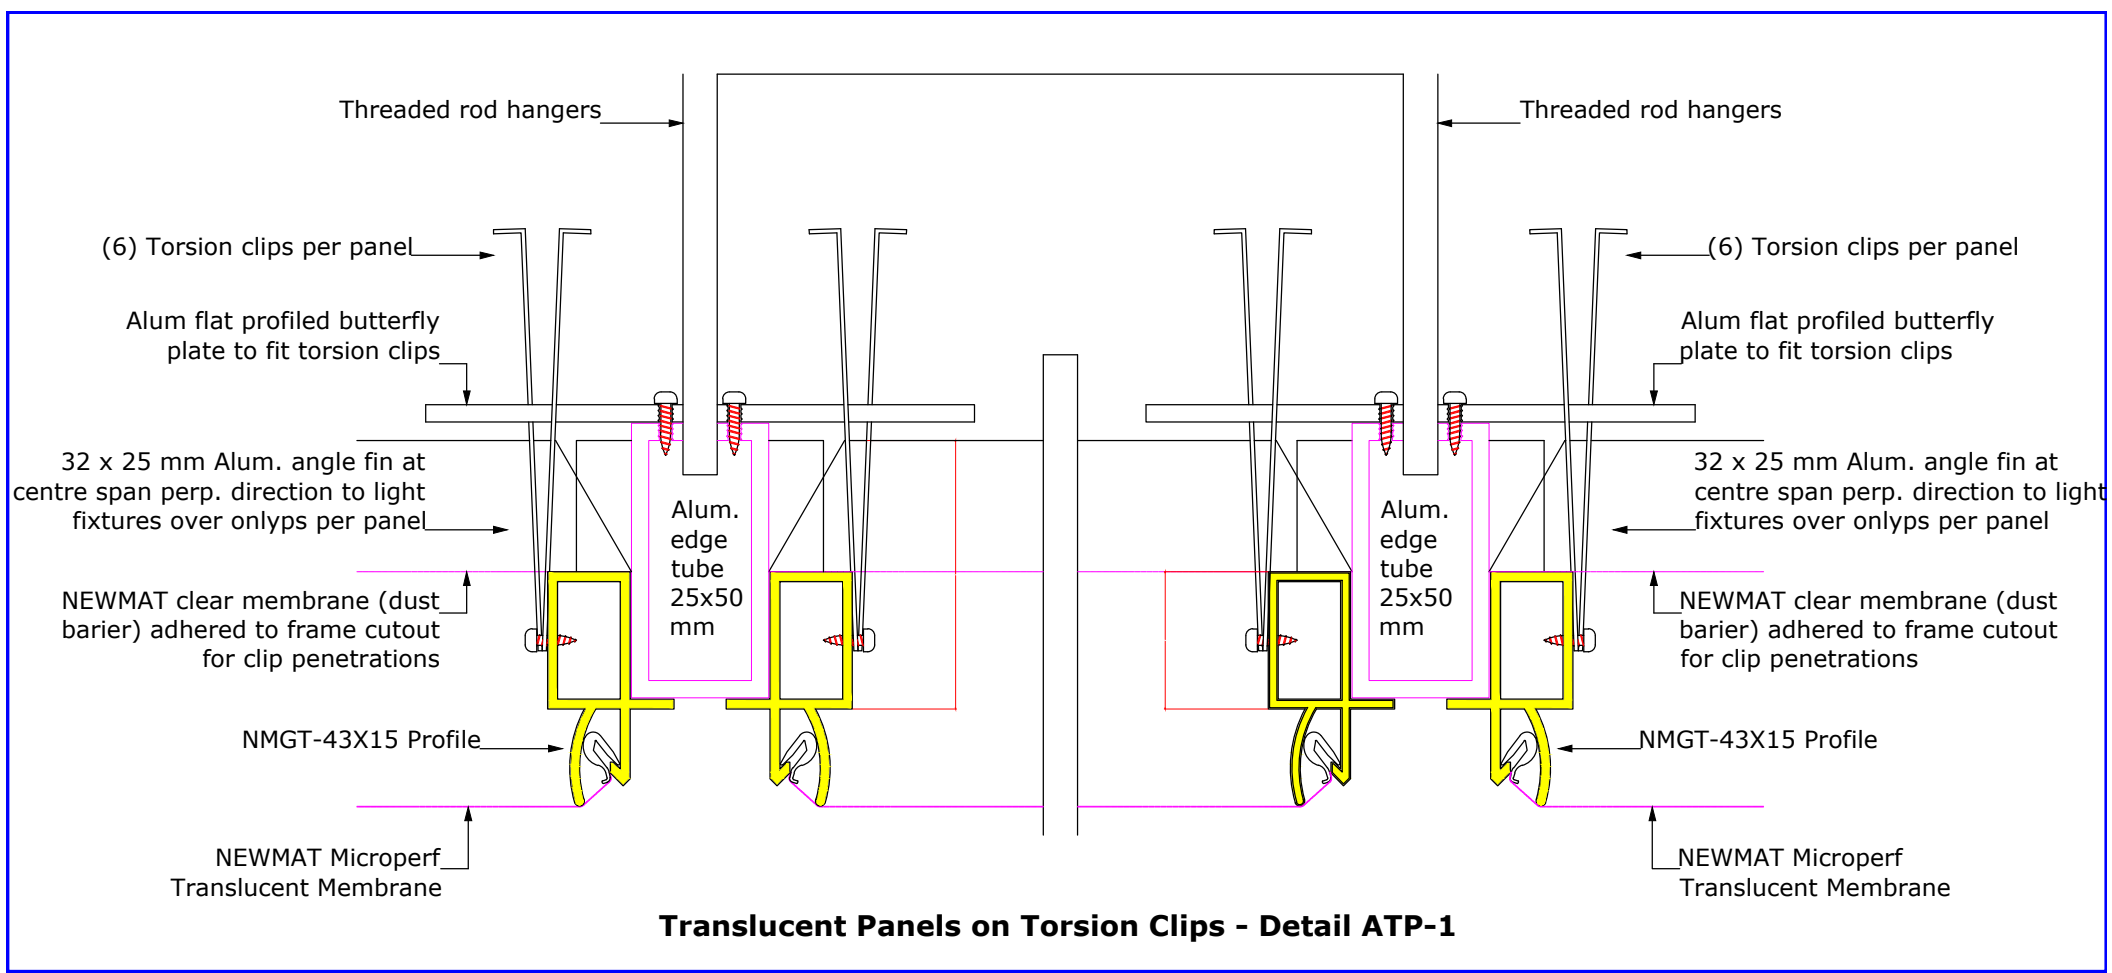 Threaded rod hangers
Threaded rod hangers
(6) Torsion clips per panel
(6) Torsion clips per panel
Alum flat profiled butterfly
plate to fit torsion clips
Alum flat profiled butterfly
plate to fit torsion clips
32 x 25 mm Alum. angle fin at
centre span perp. direction to light
fixtures over onlyps per panel
Alum.
edge
tube
25x50
mm
Alum.
edge
tube
25x50
mm
32 x 25 mm Alum. angle fin at
centre span perp. direction to light
fixtures over onlyps per panel
NEWMAT clear membrane (dust
barier) adhered to frame cutout
for clip penetrations
NEWMAT clear membrane (dust
barier) adhered to frame cutout
for clip penetrations
NMGT-43X15 Profile
NMGT-43X15 Profile
NEWMAT Microperf
Translucent Membrane
NEWMAT Microperf
Translucent Membrane
Translucent Panels on Torsion Clips - Detail ATP-1